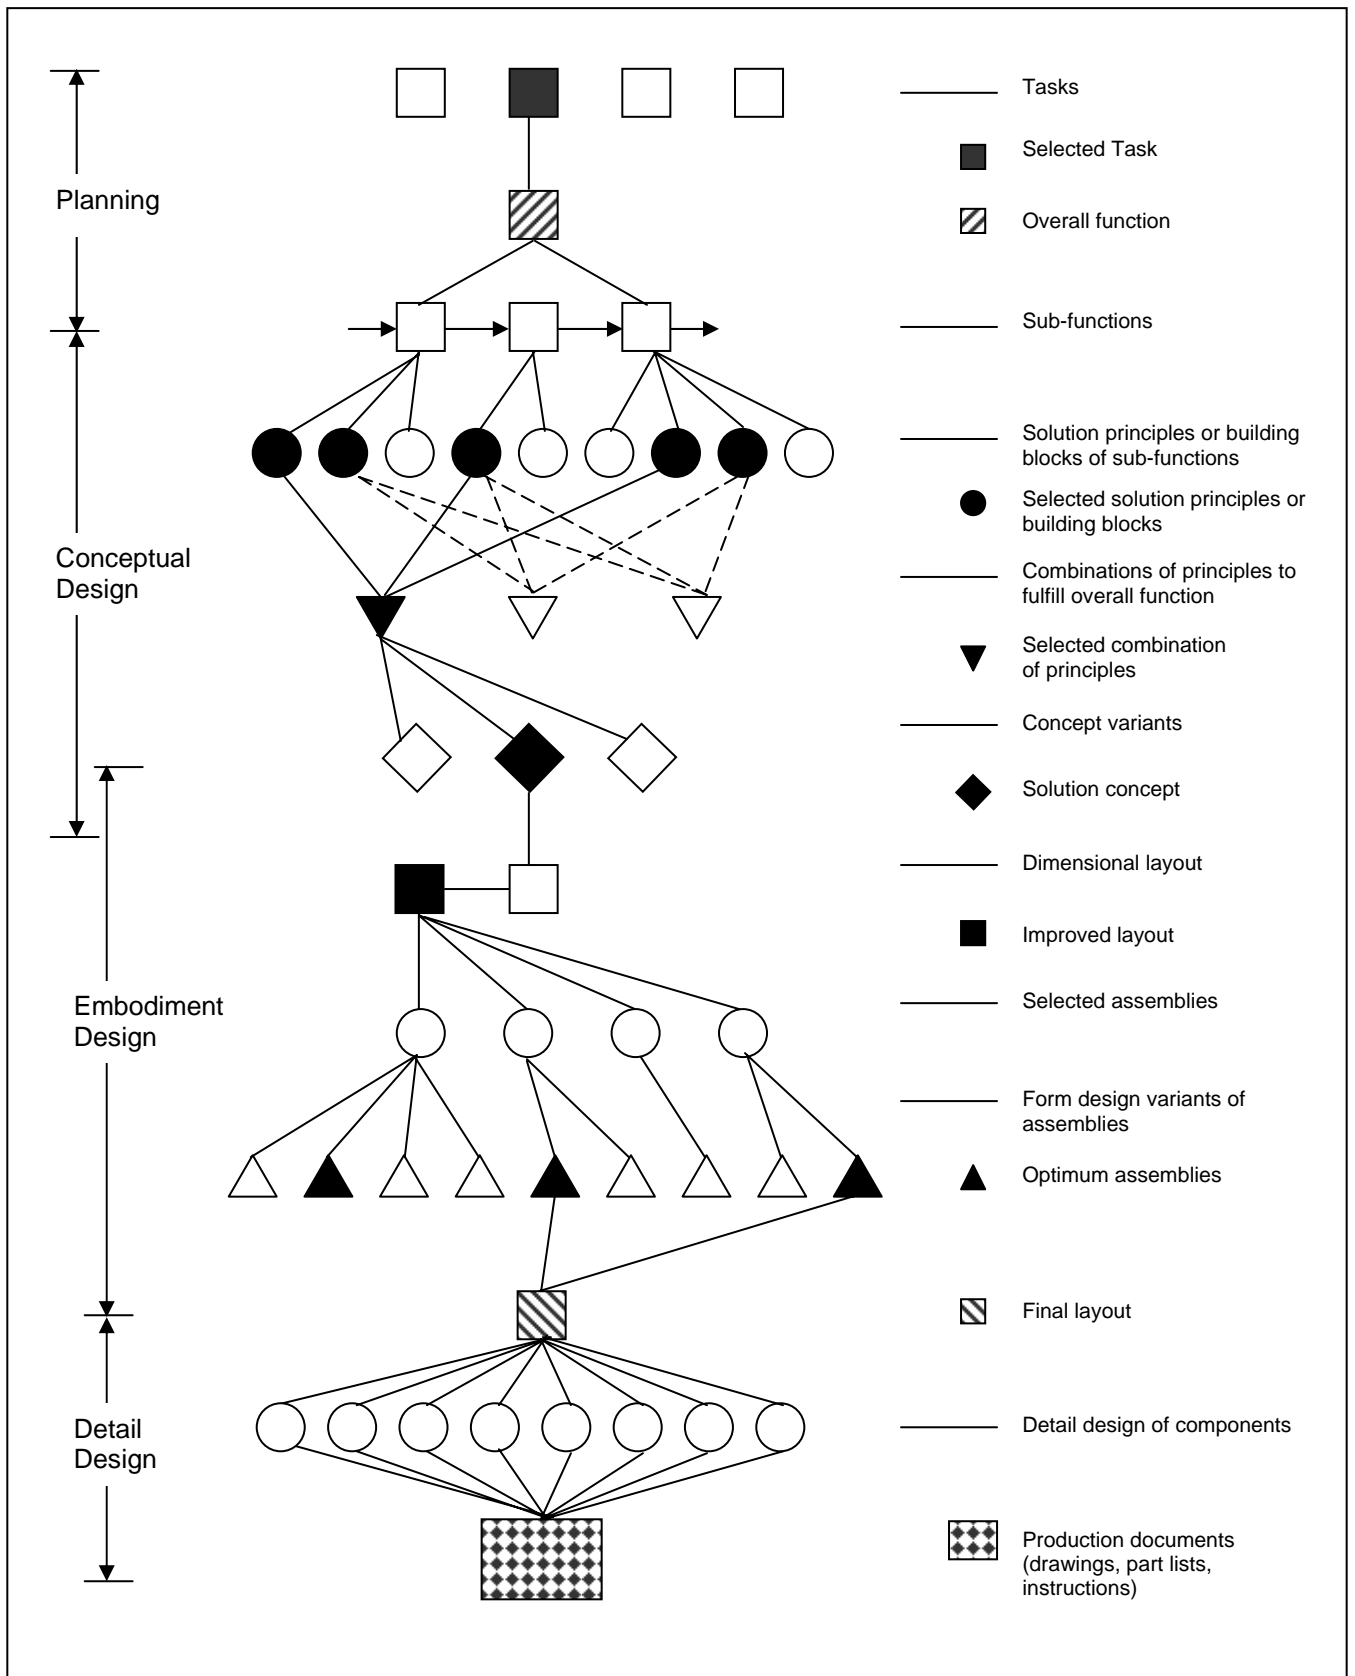 Tasks
Selected Task
Planning
Overall function
Sub-functions
Solution principles or building
blocks of sub-functions
Selected solution principles or
building blocks
Conceptual
Design
Combinations of principles to
fulfill overall function
Selected combination
of principles
Concept variants
Solution concept
Dimensional layout
Improved layout
Embodiment
Design
Selected assemblies
Form design variants of
assemblies
Optimum assemblies
Final layout
Detail
Design
Detail design of components
Production documents
(drawings, part lists,
instructions)